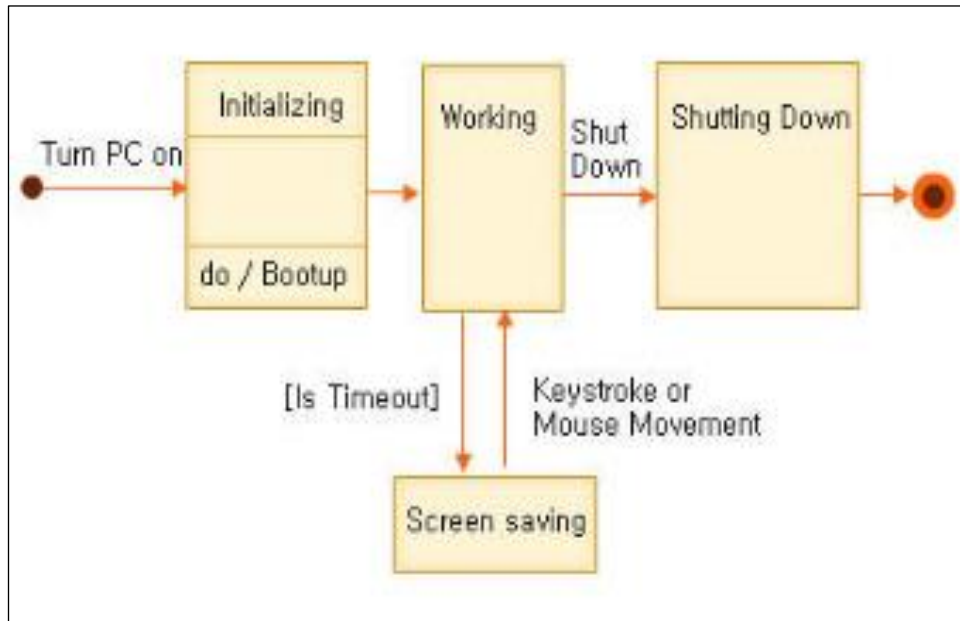 Turn PC on
Initializing
do / Bootup
Working
Shut
Down
Shutting Down
[Is Timeout]
Keystroke or
Mouse Movement
Screen saving